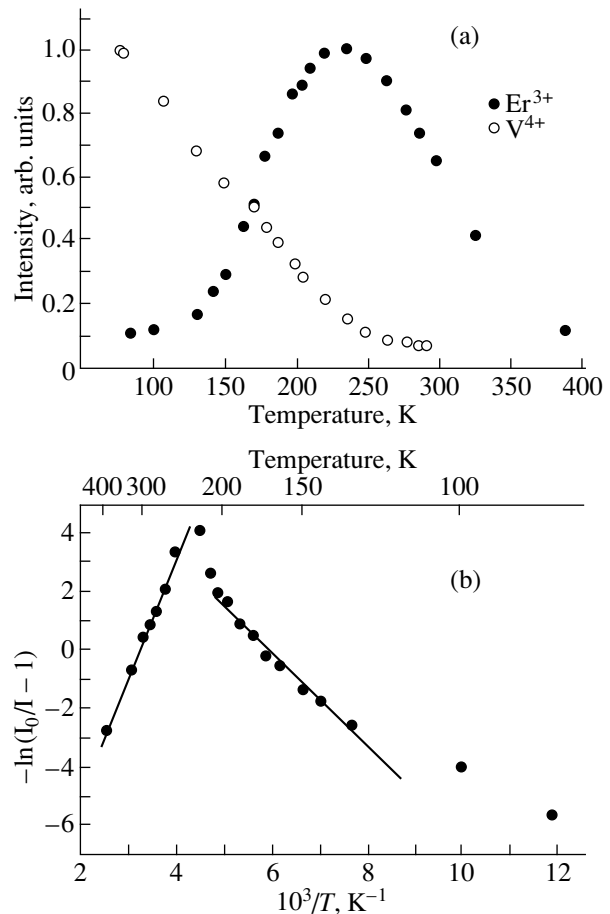 (a)
Intensity, arb. units
1.0
0.8
0.6
0.4
0.2
0
Er3+
V4+
100 150 200 250 300 350 400
Temperature, K
Temperature, K
400 300 200 150 100
(b)
−ln(I0/I − 1)
4
2
0
−2
−4
−6
2 4 6 8 10 12
10^3/T, K−1